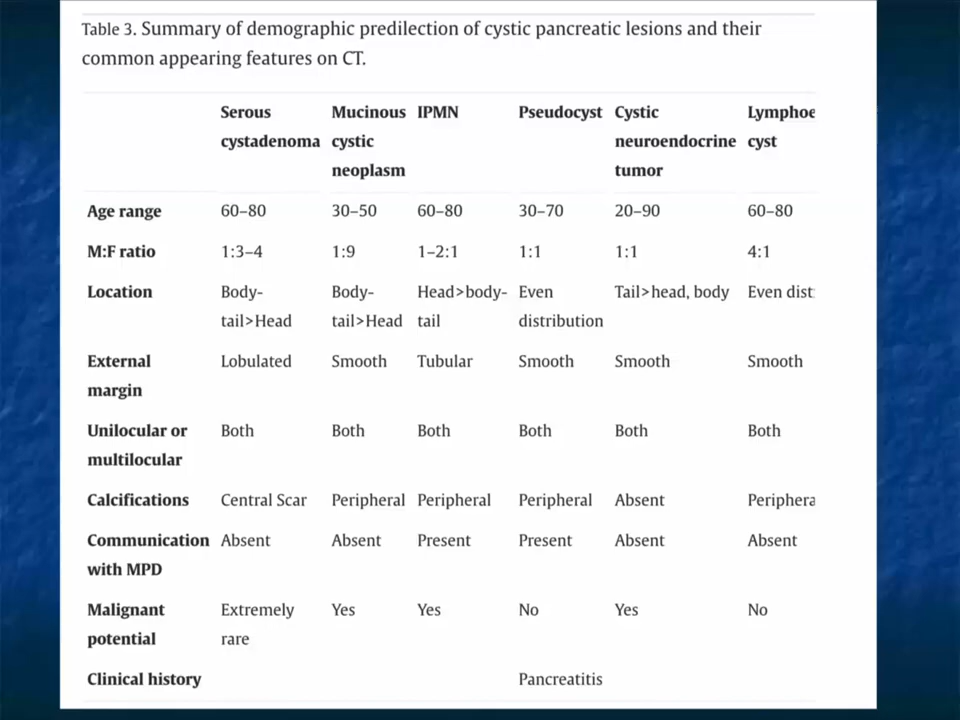 Table 3. Summary of demographic predilection of cystic pancreatic lesions and their
common appearing features on CT.
Serous Mucinous IPMN Pseudocyst Cystic Lymphoe
cystadenoma cystic neuroendocrine cyst
neoplasm tumor
Age range 60–80 30–50 60–80 30–70 20–90 60–80
M:F ratio 1:3–4 1:9 1–2:1 1:1 1:1 4:1
Location Body- Body- Head>body- Even Tail>head, body Even dist
tail>Head tail>Head tail distribution
External Lobulated Smooth Tubular Smooth Smooth Smooth
margin
Unilocular or Both Both Both Both Both Both
multilocular
Calcifications Central Scar Peripheral Peripheral Peripheral Absent Periphera
Communication Absent Absent Present Present Absent Absent
with MPD
Malignant Extremely Yes Yes No Yes No
potential rare
Clinical history Pancreatitis